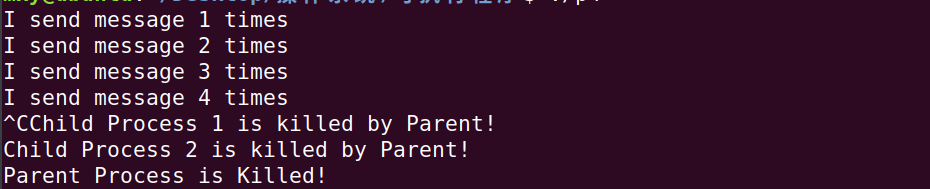 I send message 1 times
I send message 2 times
I send message 3 times
I send message 4 times
^CChild Process 1 is killed by Parent!
Child Process 2 is killed by Parent!
Parent Process is Killed!